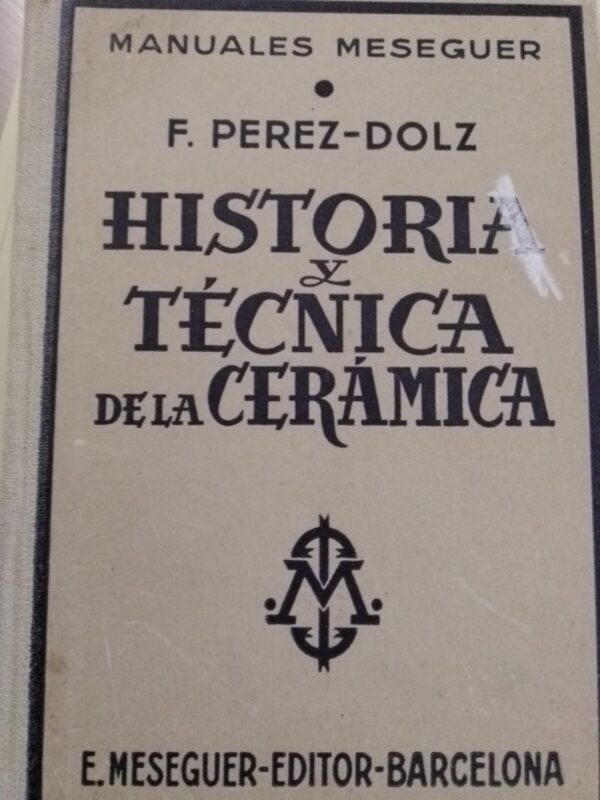 MANUALES MESEGUER
F. PEREZ-DOLZ
HISTORIA
Y
TÉCNICA
DE LA CERÁMICA
.M.
E. MESEGUER-EDITOR-BARCELONA